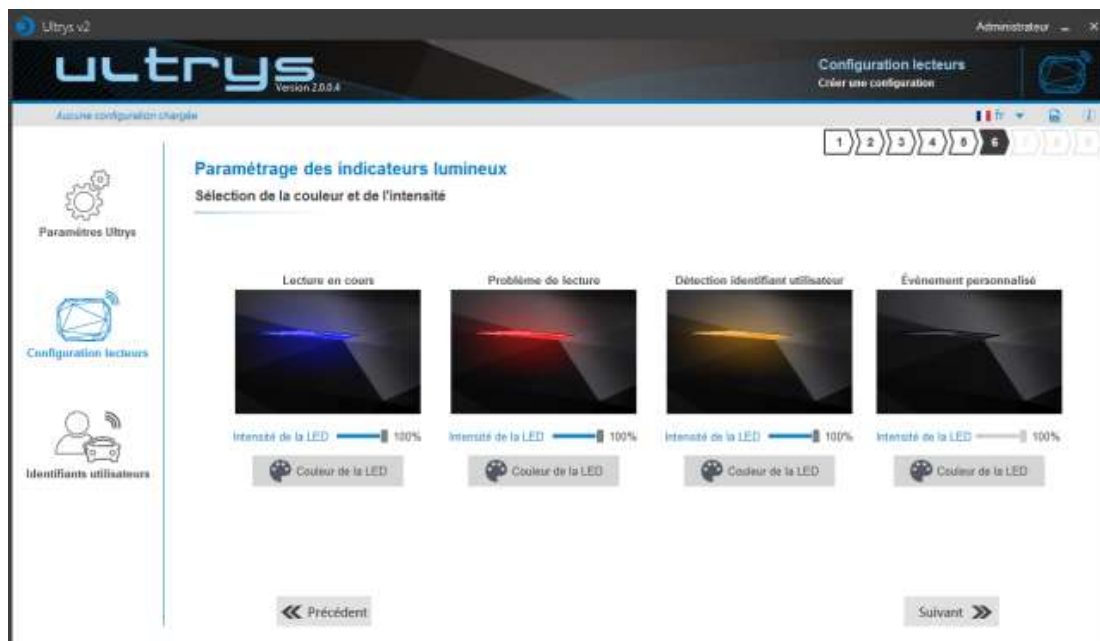 Ultrys v2
Administrateur
ultrys
Version 2.0.0.4
Configuration lecteurs
Créer une configuration
Aucune configuration chargée
fr
1 2 3 4 5 6
Paramétrage des indicateurs lumineux
Sélection de la couleur et de l'intensité
Paramètres Ultrys
Configuration lecteurs
Identifiants utilisateurs
Lecture en cours
Problème de lecture
Détection identifiant utilisateur
Évènement personnalisé
Intensité de la LED 100%
Intensité de la LED 100%
Intensité de la LED 100%
Intensité de la LED 100%
Couleur de la LED
Couleur de la LED
Couleur de la LED
Couleur de la LED
Précédent
Suivant